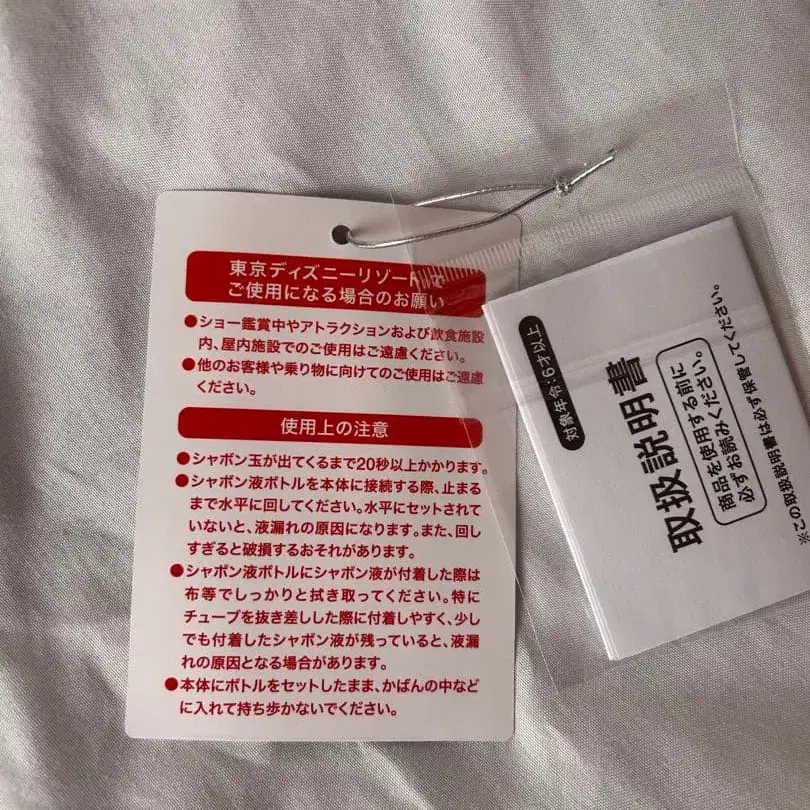 東京ディズニーリゾートで
ご使用になる場合のお願い
●ショー鑑賞中やアトラクションおよび飲食施設
内、屋内施設でのご使用はご遠慮ください。
●他のお客様や乗り物に向けてのご使用はご遠慮
ください。
使用上の注意
●シャボン玉が出てくるまで20秒以上かかります。
●シャボン液ボトルを本体に接続する際、止まる
まで水平に回してください。水平にセットされて
いないと、液漏れの原因になります。また、回し
すぎると破損するおそれがあります。
●シャボン液ボトルにシャボン液が付着した際は
布等でしっかりと拭き取ってください。特に
チューブを抜き差しした際に付着しやすく、少し
でも付着したシャボン液が残っていると、液漏
れの原因となる場合があります。
●本体にボトルをセットしたまま、かばんの中など
に入れて持ち歩かないでください。
対象年令:6才以上
取扱説明書
商品を使用する前に
必ずお読みください。
※この取扱説明書は必ず保管してください。